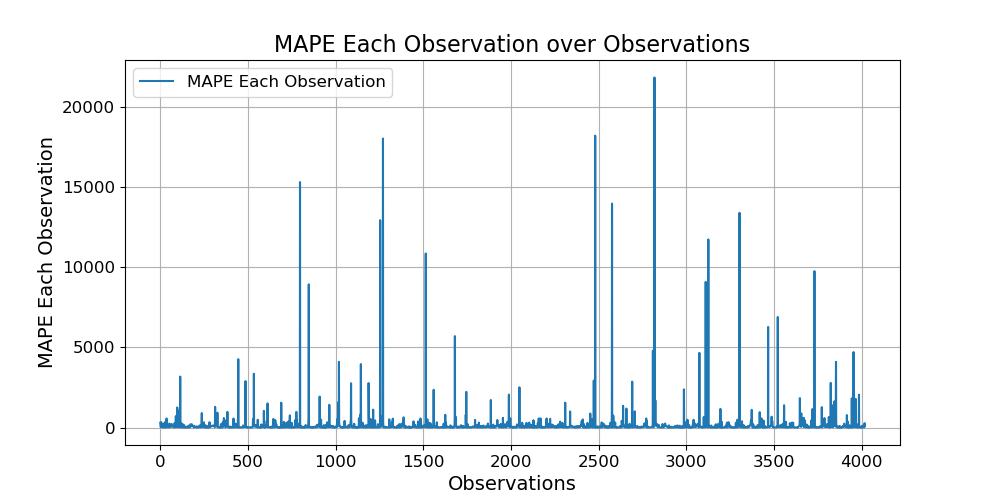 MAPE Each Observation over Observations
MAPE Each Observation
20000
15000
10000
5000
0
MAPE Each Observation
0 500 1000 1500 2000 2500 3000 3500 4000
Observations